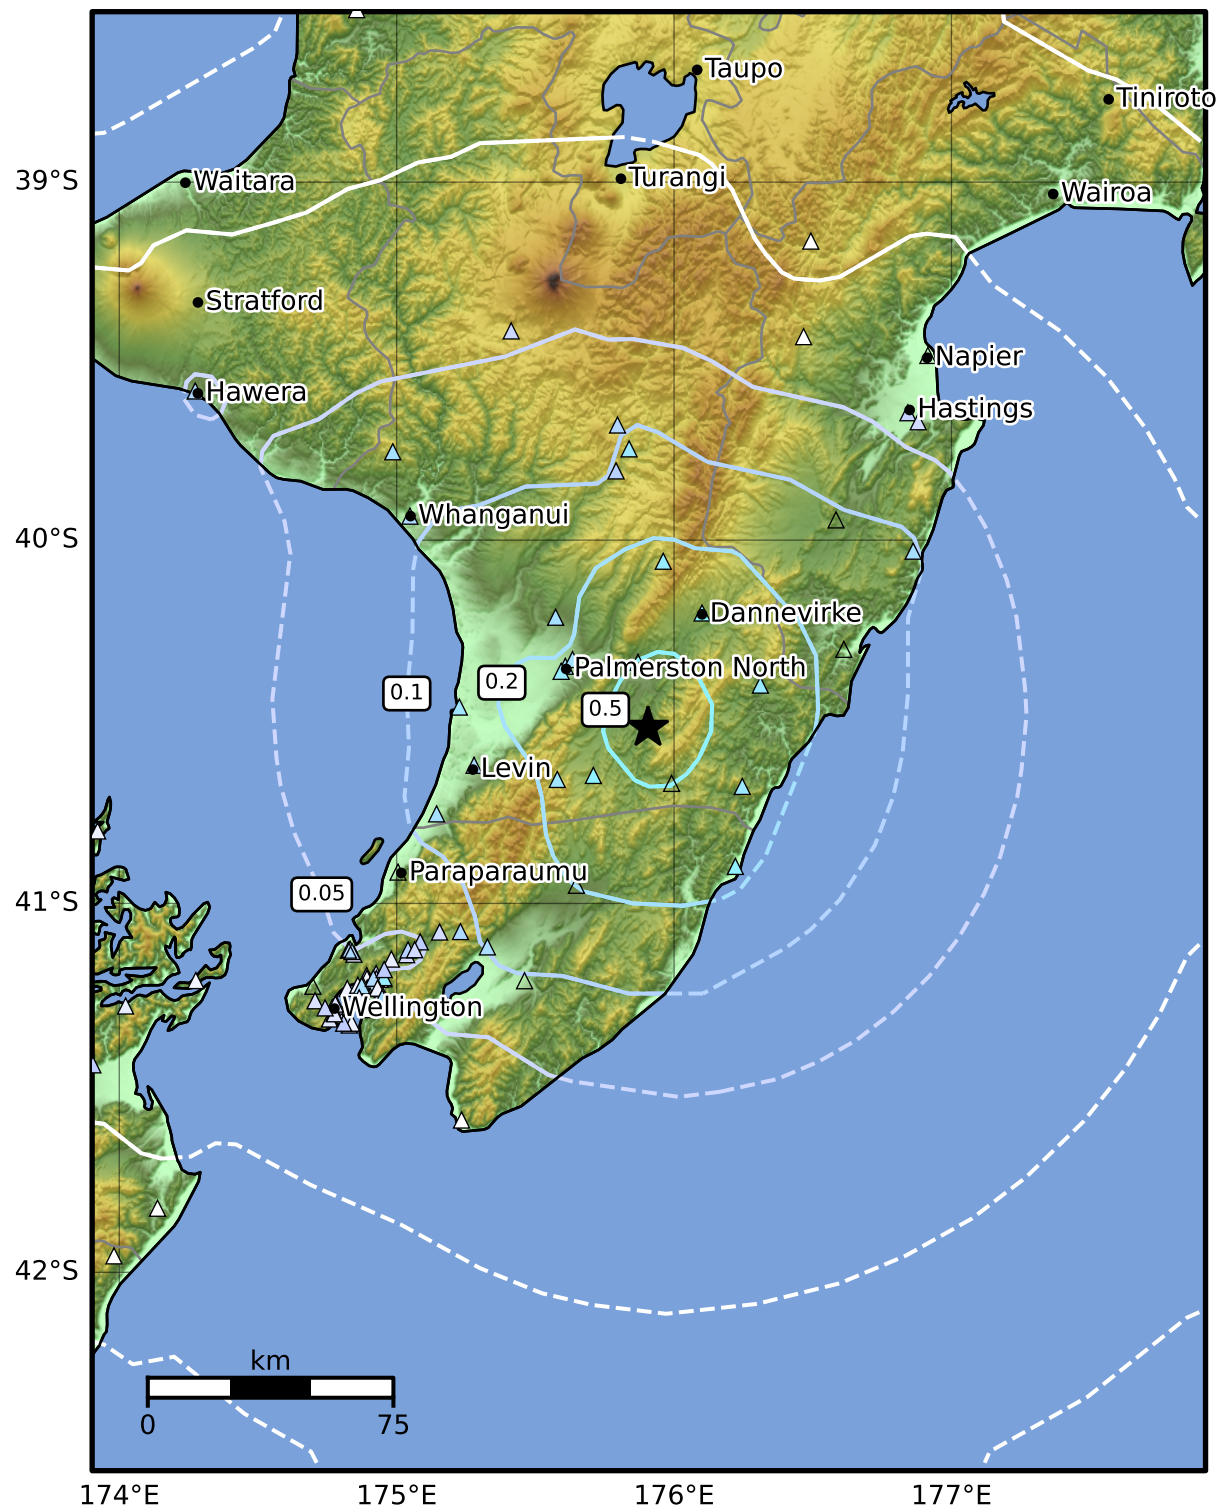 Taupo
Tiniroto
39°S
Waitara
Turangi
Wairoa
Stratford
Napier
Hawera
Hastings
Whanganui
40°S
Dannevirke
Palmerston North
0.1
0.2
0.5
Levin
Paraparaumu
0.05
41°S
Wellington
42°S
km
0
75
174°E
175°E
176°E
177°E